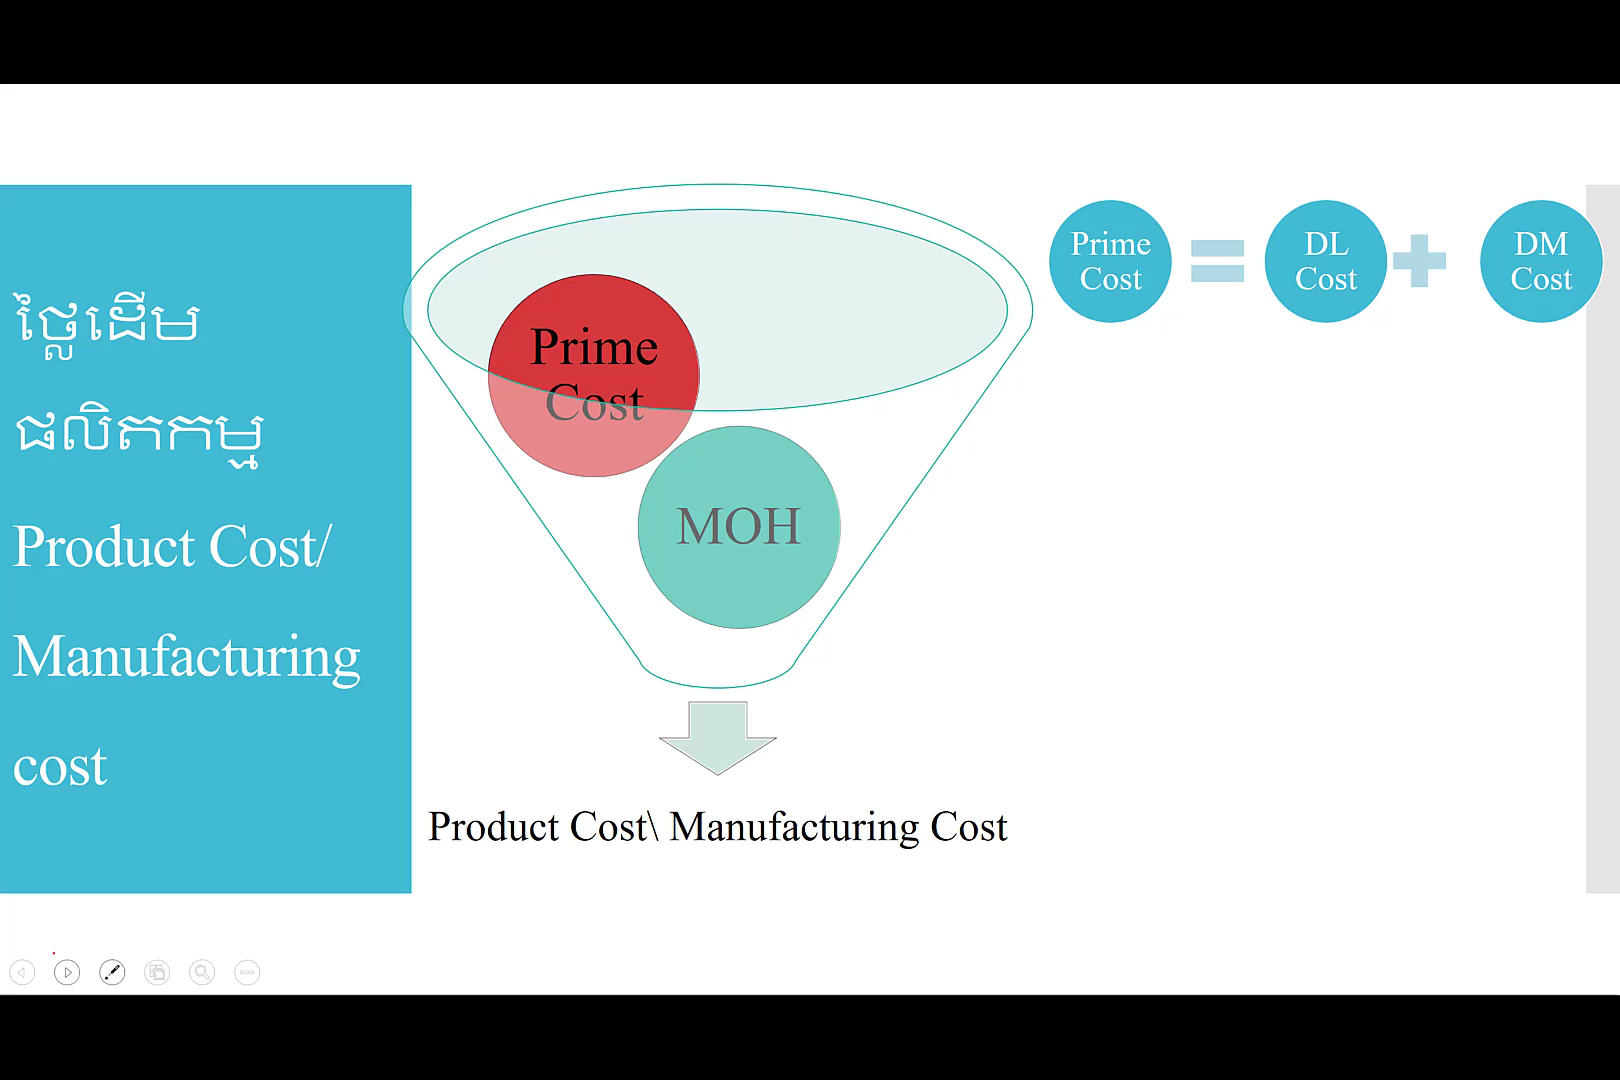 ថ្លៃដើម
ផលិតកម្ម
Product Cost/
Manufacturing
cost
Prime
Cost
MOH
Product Cost\ Manufacturing Cost
Prime
Cost
=
DL
Cost
+
DM
Cost